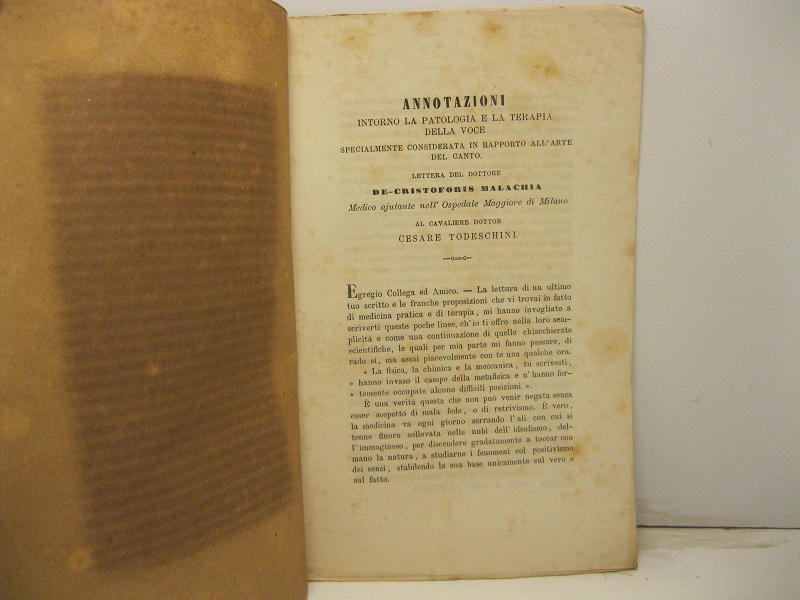 ANNOTAZIONI
INTORNO LA PATOLOGIA E LA TERAPIA
DELLA VOCE
SPECIALMENTE CONSIDERATA IN RAPPORTO ALL'ARTE
DEL CANTO.
LETTERA DEL DOTTORE
DE-CRISTOFORIS MALACHIA
Medico ajutante nell' Ospedale Maggiore di Milano
AL CAVALIERE DOTTOR
CESARE TODESCHINI
Egregio Collega ed Amico. — La lettura di un ultimo
tuo scritto e le franche proposizioni che vi trovai in fatto
di medicina pratica e di terapia, mi hanno invogliato a
scriverti queste poche linee, ch'io ti offro nella loro sem-
plicità e come una continuazione di quelle chiacchierate
scientifiche, le quali per mia parte mi fanno passare, di
rado sì, ma assai piacevolmente con te una qualche ora.
« La fisica, la chimica e la meccanica, tu scrivesti,
» hanno invaso il campo della metafisica e n' hanno for-
» temente occupate alcune difficili posizioni ».
È una verità questa che non può venir negata senza
esser sospetto di mala fede, o di retrivismo. È vero,
la medicina va ogni giorno serrando l'ali con cui si
tenne finora sollevata nelle nubi dell'idealismo, del-
l'immaginoso, per discendere gradatamente a toccar con
mano la natura, a studiarne i fenomeni col positivismo
dei sensi, stabilendo la sua base unicamente sul vero e
sul fatto.